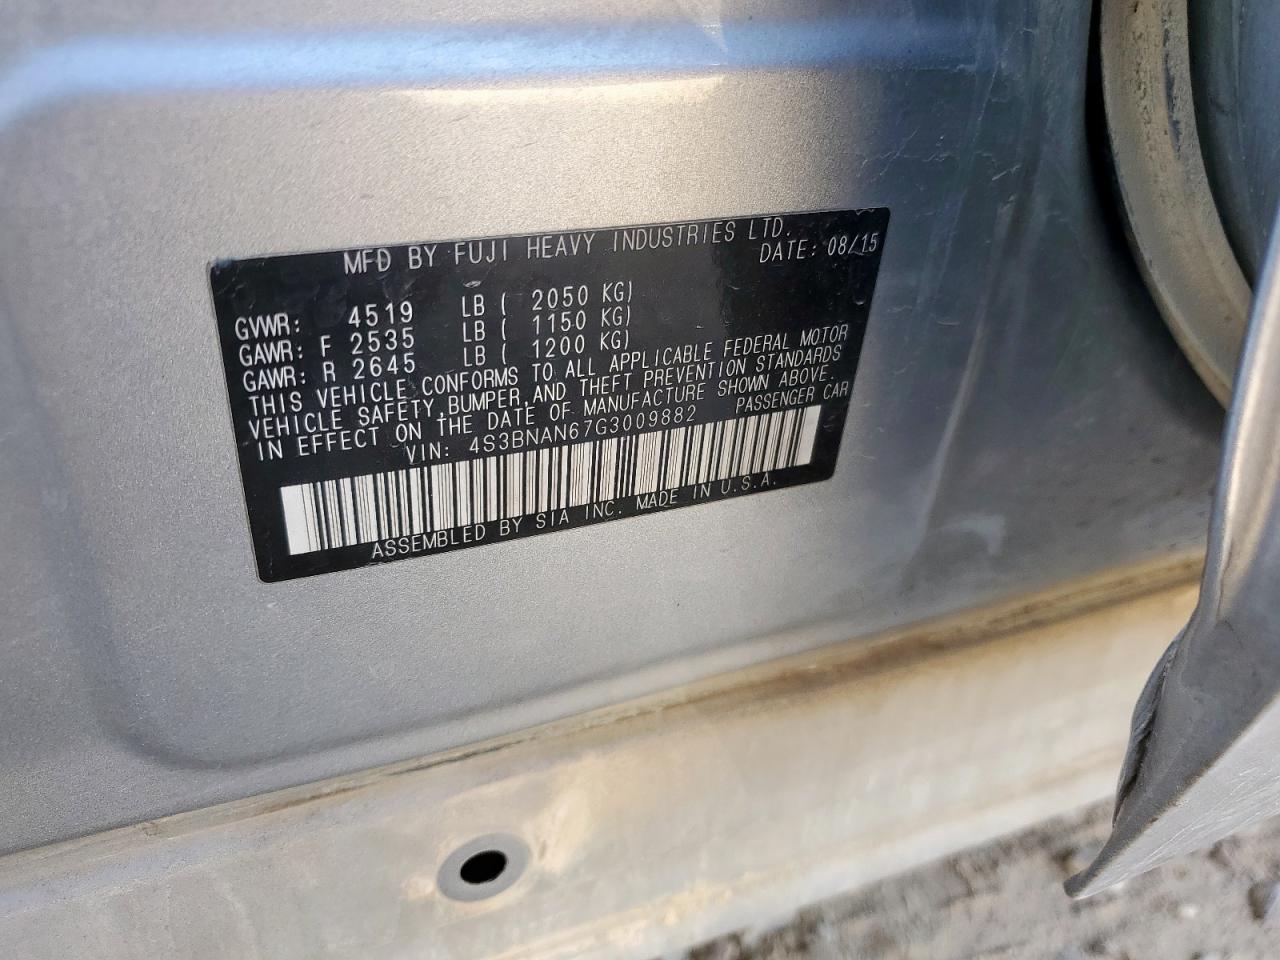 MFD BY FUJI HEAVY INDUSTRIES LTD.
DATE: 08/15
GVWR: 4519 LB ( 2050 KG)
GAWR: F 2535 LB ( 1150 KG)
GAWR: R 2645 LB ( 1200 KG)
THIS VEHICLE CONFORMS TO ALL APPLICABLE FEDERAL MOTOR
VEHICLE SAFETY, BUMPER, AND THEFT PREVENTION STANDARDS
IN EFFECT ON THE DATE OF MANUFACTURE SHOWN ABOVE.
VIN: 4S3BNAN67G3009882 PASSENGER CAR
ASSEMBLED BY SIA INC. MADE IN U.S.A.